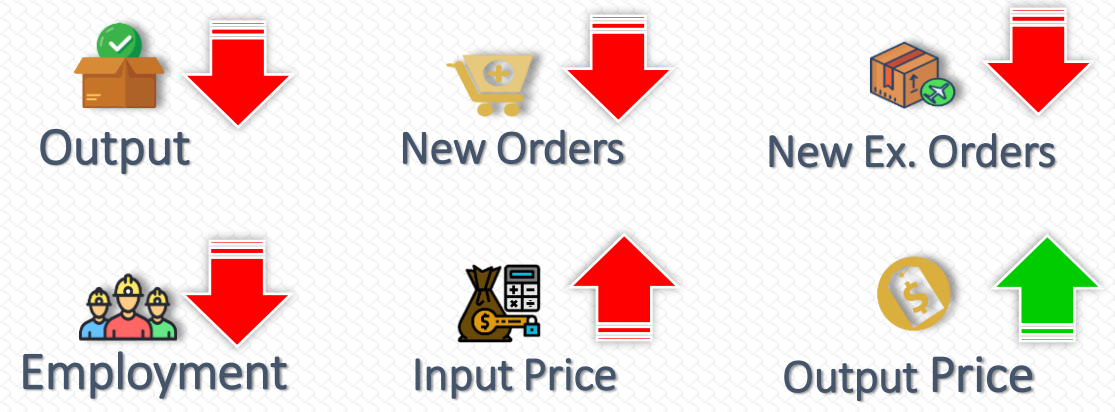 Output
New Orders
New Ex. Orders
Employment
Input Price
Output Price